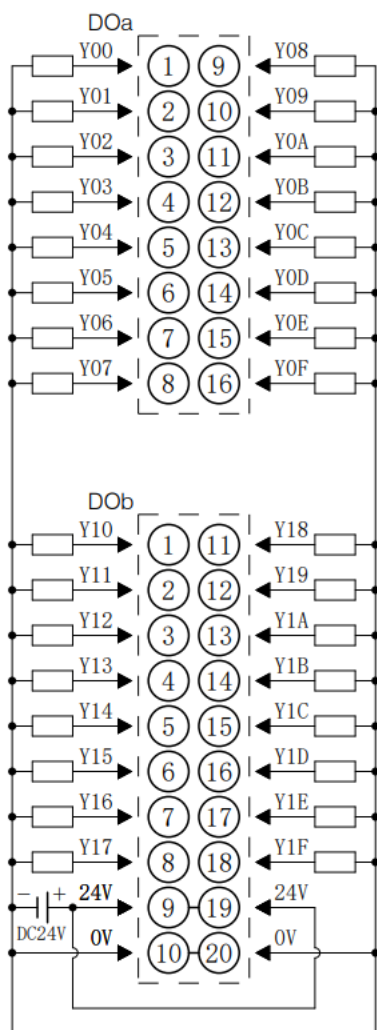 DOa
Y00 1 9 Y08
Y01 2 10 Y09
Y02 3 11 Y0A
Y03 4 12 Y0B
Y04 5 13 Y0C
Y05 6 14 Y0D
Y06 7 15 Y0E
Y07 8 16 Y0F
DOb
Y10 1 11 Y18
Y11 2 12 Y19
Y12 3 13 Y1A
Y13 4 14 Y1B
Y14 5 15 Y1C
Y15 6 16 Y1D
Y16 7 17 Y1E
Y17 8 18 Y1F
− + 24V 9 19 24V
DC24V 0V 10 20 0V